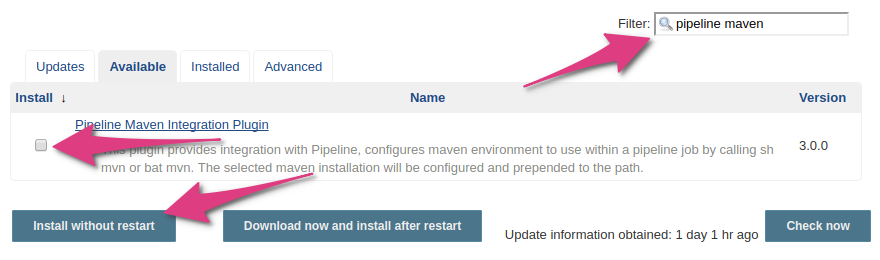 Filter: pipeline maven
Updates Available Installed Advanced
Install ↓ Name Version
Pipeline Maven Integration Plugin
This plugin provides integration with Pipeline, configures maven environment to use within a pipeline job by calling sh
mvn or bat mvn. The selected maven installation will be configured and prepended to the path.
3.0.0
Install without restart Download now and install after restart Update information obtained: 1 day 1 hr ago Check now